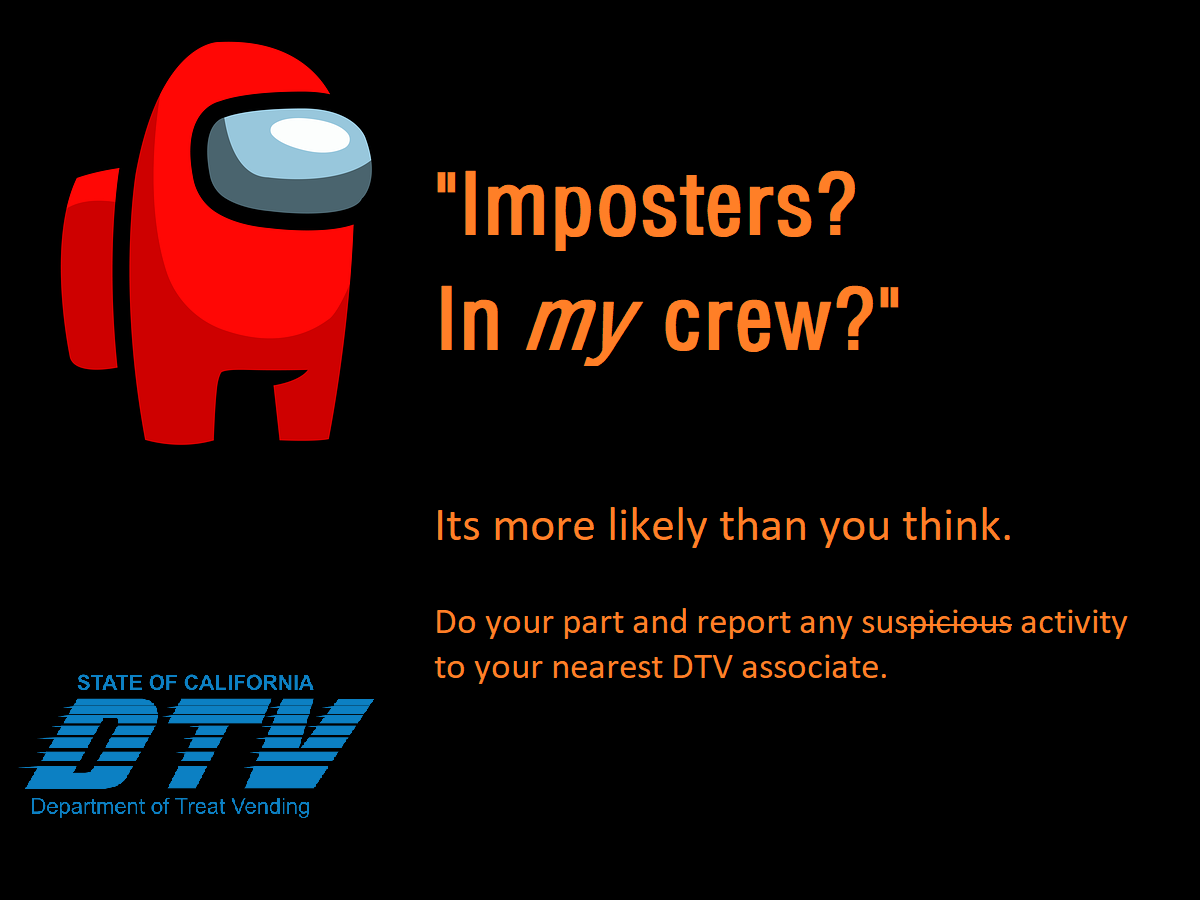 "Imposters?
In my crew?"
Its more likely than you think.
Do your part and report any suspicious activity
to your nearest DTV associate.
STATE OF CALIFORNIA
DTV
Department of Treat Vending